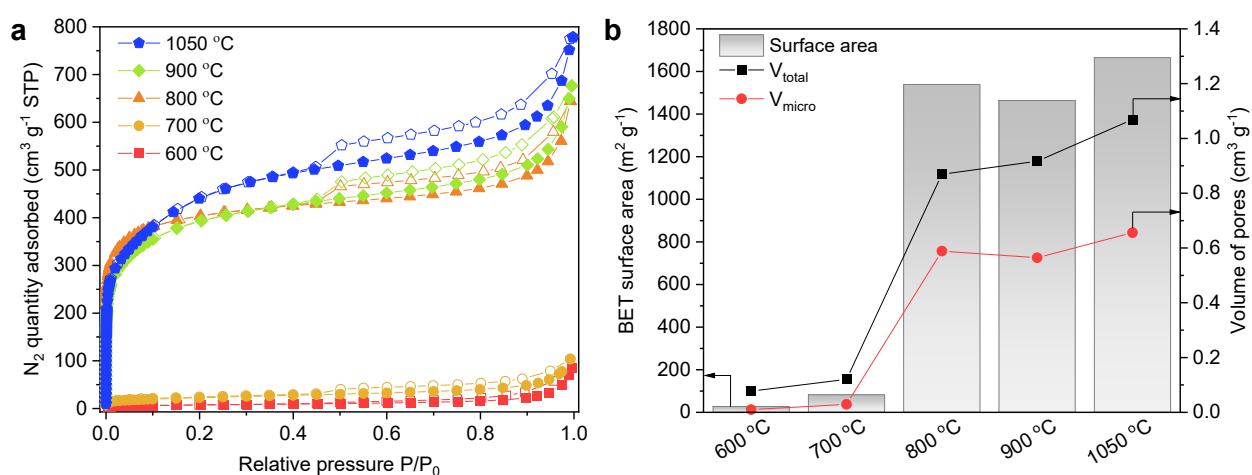 a
800
700
600
500
400
300
200
100
0
N₂ quantity adsorbed (cm³ g⁻¹ STP)
1050 °C
900 °C
800 °C
700 °C
600 °C
0.0 0.2 0.4 0.6 0.8 1.0
Relative pressure P/P₀
b
1800
1600
1400
1200
1000
800
600
400
200
0
BET surface area (m² g⁻¹)
Surface area
V_total
V_micro
1.4
1.2
1.0
0.8
0.6
0.4
0.2
0.0
Volume of pores (cm³ g⁻¹)
600 °C 700 °C 800 °C 900 °C 1050 °C